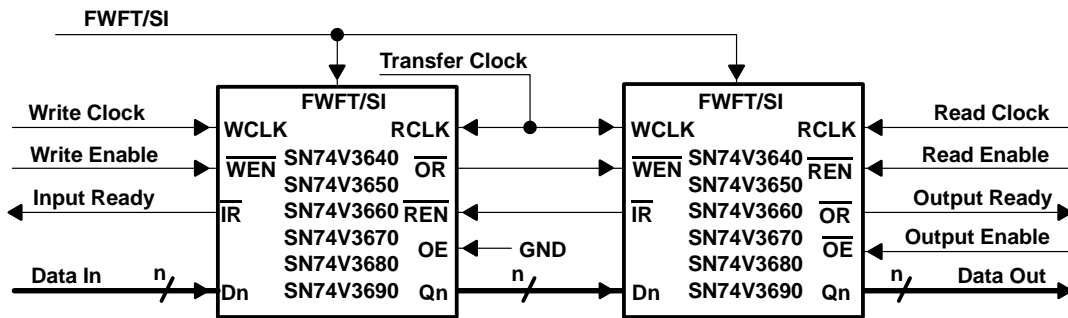 FWFT/SI
Transfer Clock
FWFT/SI FWFT/SI
Write Clock WCLK RCLK WCLK RCLK Read Clock
Write Enable WEN SN74V3640 OR WEN SN74V3640 REN Read Enable
SN74V3650 SN74V3650
Input Ready IR SN74V3660 REN IR SN74V3660 OR Output Ready
SN74V3670 SN74V3670
OE GND OE Output Enable
SN74V3680 SN74V3680
Data In n Dn SN74V3690 Qn n Dn SN74V3690 Qn n Data Out